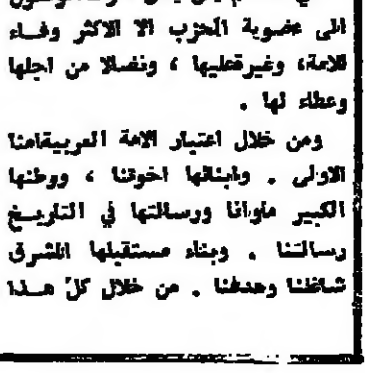 الى عضوية الحزب الا الاكثر وفاء
للامة، وغيرة عليها ، ونضالا من اجلها
وعطاء لها .
ومن خلال اعتبار الامة العربية امنا
الاولى . وابنائها اخوتنا ، ووطنها
الكبير ماوانا ورسالتها في التاريخ
رسالتنا . وبناء مستقبلها المشرق
شاغلنا وهدفنا . من خلال كل هذا